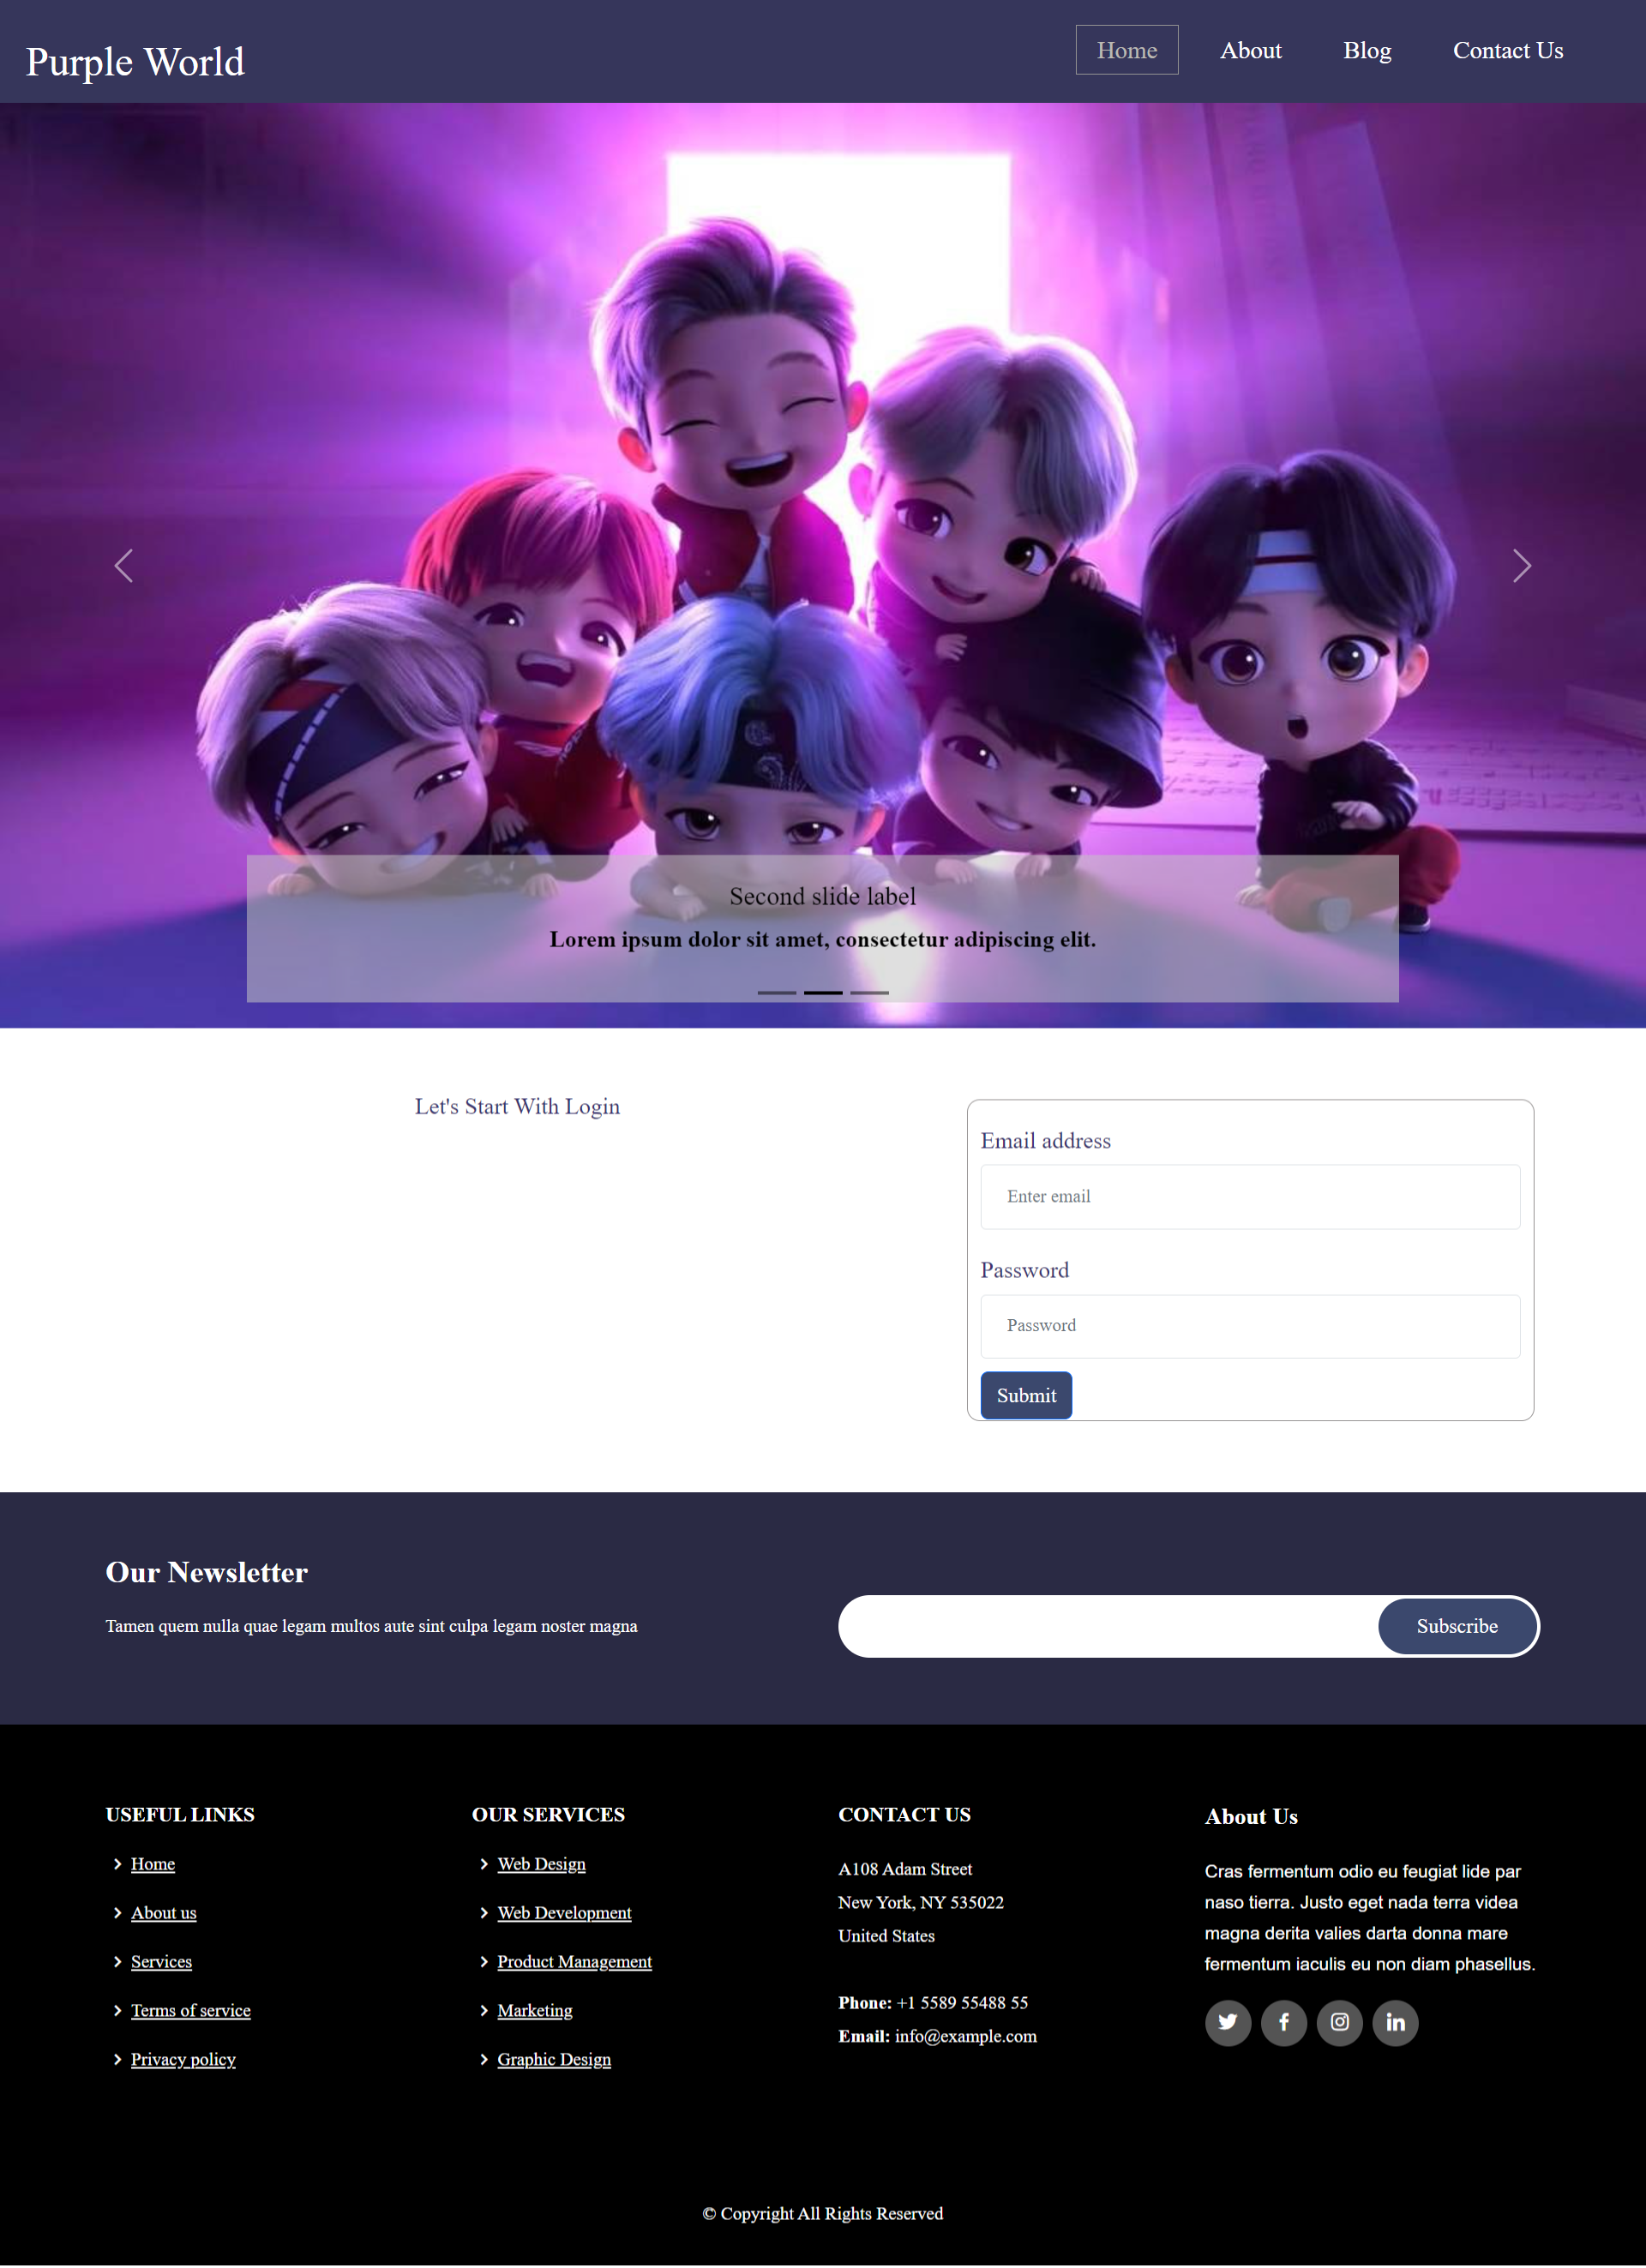 Purple World
Home
About
Blog
Contact Us
Second slide label
Lorem ipsum dolor sit amet, consectetur adipiscing elit.
Let's Start With Login
Email address
Enter email
Password
Password
Submit
Our Newsletter
Tamen quem nulla quae legam multos aute sint culpa legam noster magna
Subscribe
USEFUL LINKS
Home
About us
Services
Terms of service
Privacy policy
OUR SERVICES
Web Design
Web Development
Product Management
Marketing
Graphic Design
CONTACT US
A108 Adam Street
New York, NY 535022
United States
Phone: +1 5589 55488 55
Email: info@example.com
About Us
Cras fermentum odio eu feugiat lide par
naso tierra. Justo eget nada terra videa
magna derita valies darta donna mare
fermentum iaculis eu non diam phasellus.
© Copyright All Rights Reserved